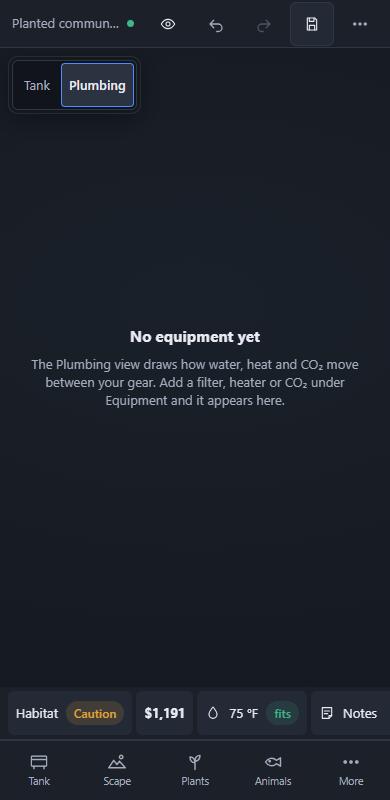 Planted commun...
Tank Plumbing
No equipment yet
The Plumbing view draws how water, heat and CO₂ move
between your gear. Add a filter, heater or CO₂ under
Equipment and it appears here.
Habitat Caution $1,191 75 °F fits Notes
Tank Scape Plants Animals More